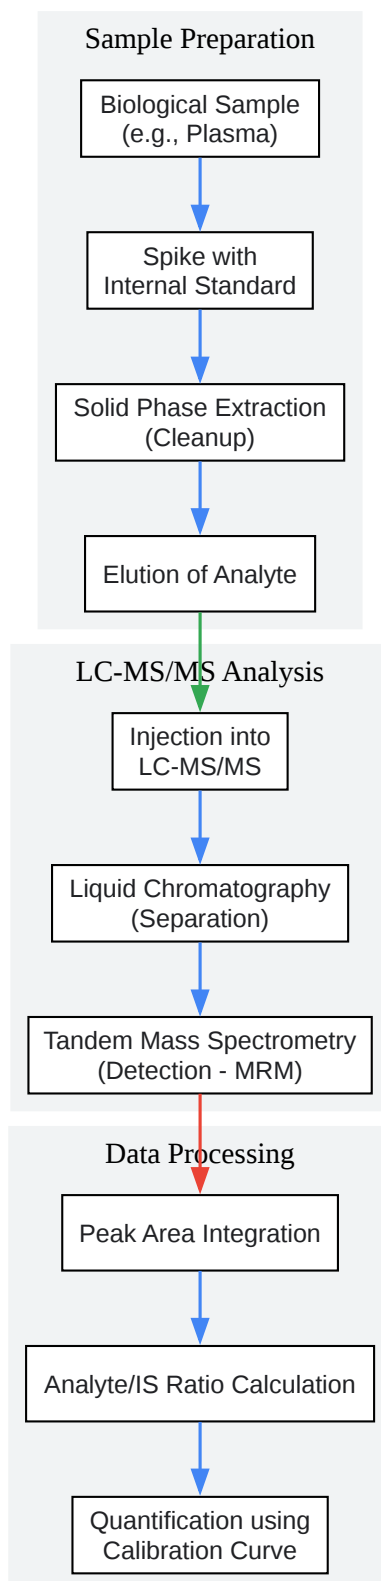 Sample Preparation
Biological Sample
(e.g., Plasma)
Spike with
Internal Standard
Solid Phase Extraction
(Cleanup)
Elution of Analyte
LC-MS/MS Analysis
Injection into
LC-MS/MS
Liquid Chromatography
(Separation)
Tandem Mass Spectrometry
(Detection - MRM)
Data Processing
Peak Area Integration
Analyte/IS Ratio Calculation
Quantification using
Calibration Curve